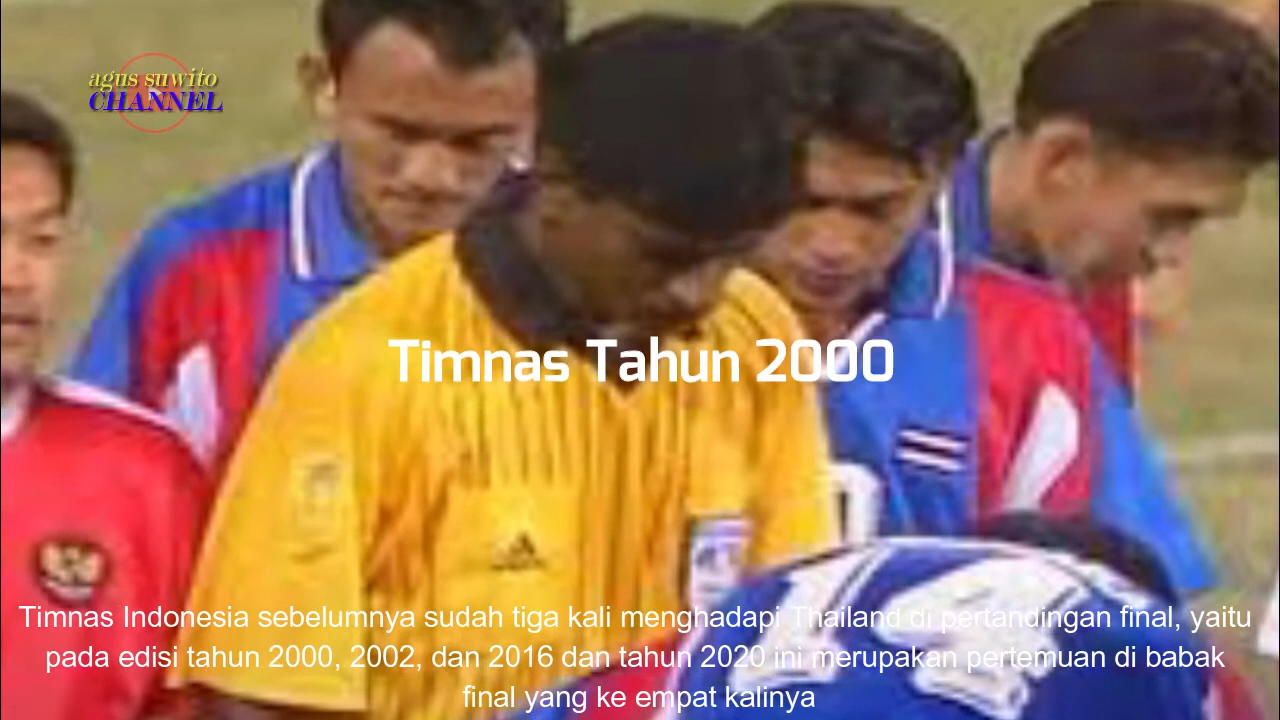 agus suwito
CHANNEL
Timnas Tahun 2000
14
Timnas Indonesia sebelumnya sudah tiga kali menghadapi Thailand di pertandingan final, yaitu
pada edisi tahun 2000, 2002, dan 2016 dan tahun 2020 ini merupakan pertemuan di babak
final yang ke empat kalinya